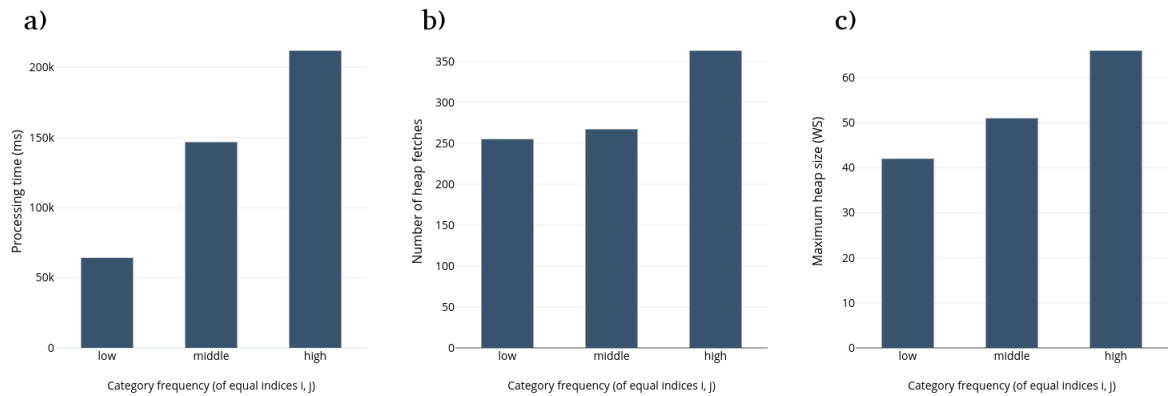 a)
Processing time (ms)
200k
150k
100k
50k
0
low middle high
Category frequency (of equal indices i, j)
b)
Number of heap fetches
350
300
250
200
150
100
50
0
low middle high
Category frequency (of equal indices i, j)
c)
Maximum heap size (WS)
60
50
40
30
20
10
0
low middle high
Category frequency (of equal indices i, j)